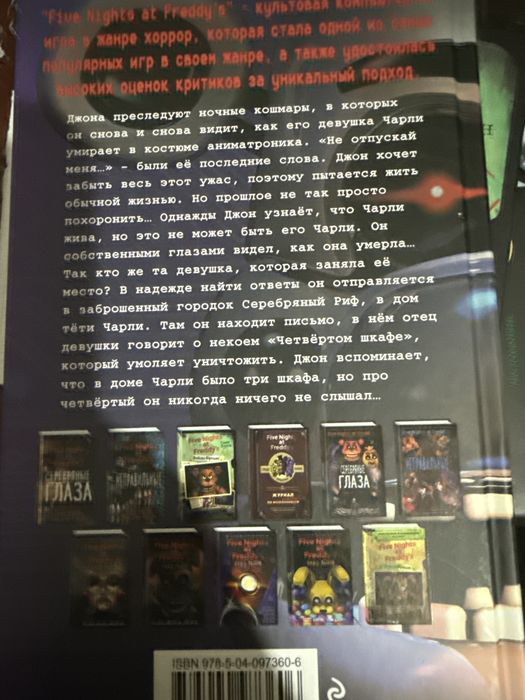 "Five Nights at Freddy's" – культовая компьютерная
игра в жанре хоррор, которая стала одной из самых
популярных игр в своем жанре, а также удостоилась
высоких оценок критиков за уникальный подход.
Джона преследуют ночные кошмары, в которых
он снова и снова видит, как его девушка Чарли
умирает в костюме аниматроника. «Не отпускай
меня…» – были её последние слова. Джон хочет
забыть весь этот ужас, поэтому пытается жить
обычной жизнью. Но прошлое не так просто
похоронить… Однажды Джон узнаёт, что Чарли
жива, но это не может быть его Чарли. Он
собственными глазами видел, как она умерла…
Так кто же та девушка, которая заняла её
место? В надежде найти ответы он отправляется
в заброшенный городок Серебряный Риф, в дом
тёти Чарли. Там он находит письмо, в нём отец
девушки говорит о некоем «Четвёртом шкафе»,
который умоляет уничтожить. Джон вспоминает,
что в доме Чарли было три шкафа, но про
четвёртый он никогда ничего не слышал…
СЕРЕБРЯНЫЕ
ГЛАЗА
НЕПРАВИЛЬНЫЕ
Five Nights
at
Freddy's
Five Nights
at
Freddy's
ЖУРНАЛ
СЕРЕБРЯНЫЕ
ГЛАЗА
НЕПРАВИЛЬНЫЕ
Five Nights
at
Freddy's
Five Nights
at
Freddy's
Five Nights
at
Freddy's
Five Nights
at
Freddy's
ISBN 978-5-04-097360-6